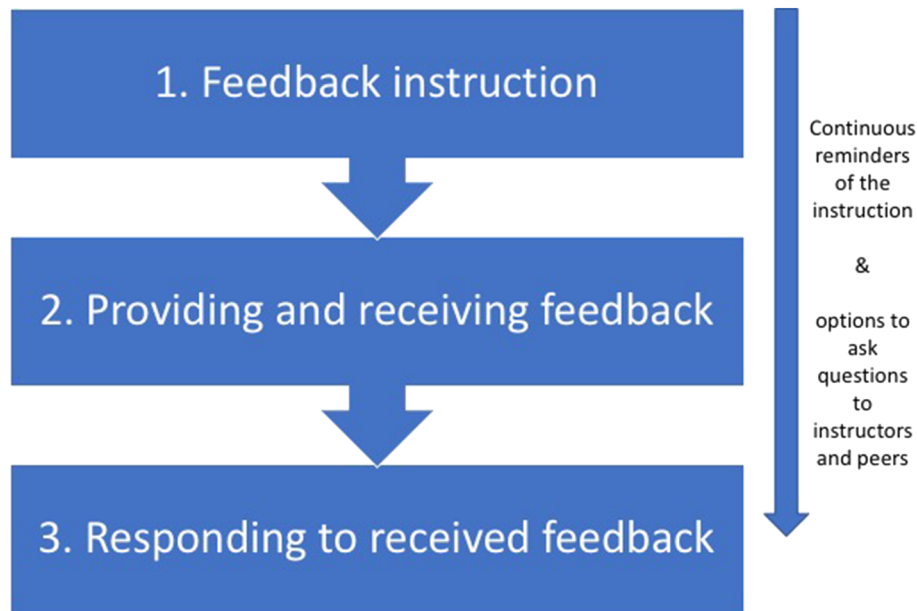 1. Feedback instruction
2. Providing and receiving feedback
3. Responding to received feedback
Continuous
reminders
of the
instruction
&
options to
ask
questions
to
instructors
and peers